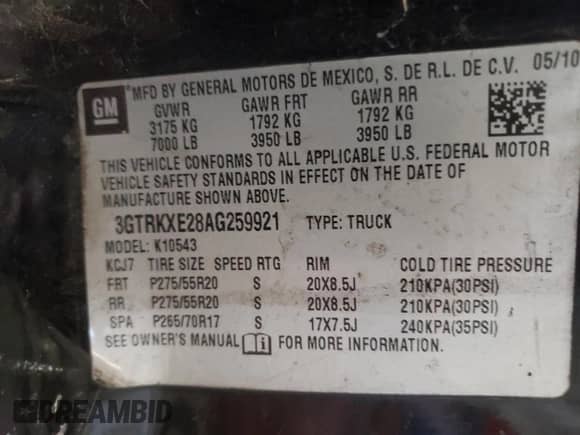 GM
*MFD BY GENERAL MOTORS DE MEXICO, S. DE R.L. DE C.V. 05/10
GVWR GAWR FRT GAWR RR
3175 KG 1792 KG 1792 KG
7000 LB 3950 LB 3950 LB
THIS VEHICLE CONFORMS TO ALL APPLICABLE U.S. FEDERAL MOTOR
VEHICLE SAFETY STANDARDS IN EFFECT ON THE DATE OF
MANUFACTURE SHOWN ABOVE.
3GTRKXE28AG259921 TYPE: TRUCK
MODEL: K10543
KCJ7 TIRE SIZE SPEED RTG RIM COLD TIRE PRESSURE
FRT P275/55R20 S 20X8.5J 210KPA(30PSI)
RR P275/55R20 S 20X8.5J 210KPA(30PSI)
SPA P265/70R17 S 17X7.5J 240KPA(35PSI)
SEE OWNER'S MANUAL FOR MORE INFORMATION.
DREAMBID